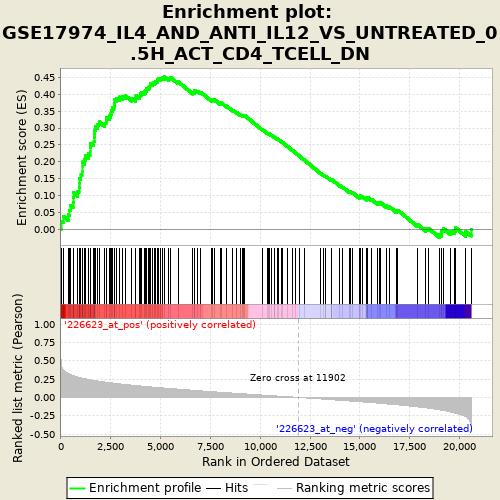 Enrichment plot:
GSE17974_IL4_AND_ANTI_IL12_VS_UNTREATED_0
.5H_ACT_CD4_TCELL_DN
Enrichment score (ES)
0.45
0.40
0.35
0.30
0.25
0.20
0.15
0.10
0.05
0.00
Ranked list metric (Pearson)
1.00
0.75
0.50
0.25
0.00
-0.25
-0.50
'226623_at_pos' (positively correlated)
Zero cross at 11902
'226623_at_neg' (negatively correlated)
0
2,500
5,000
7,500
10,000
12,500
15,000
17,500
20,000
Rank in Ordered Dataset
Enrichment profile
Hits
Ranking metric scores